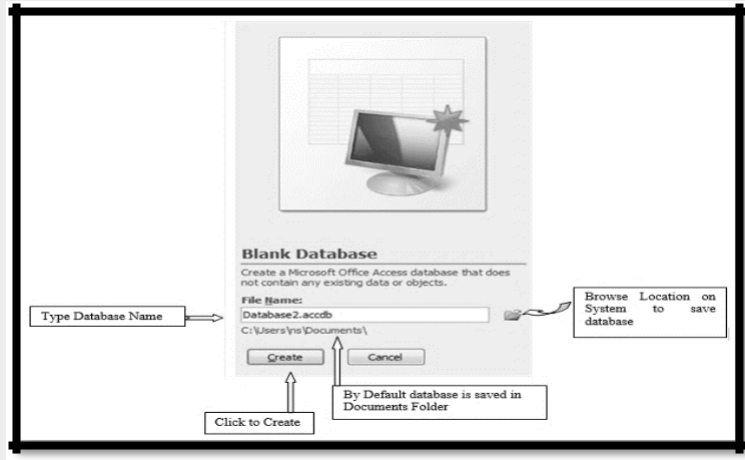 Blank Database
Create a Microsoft Office Access database that does
not contain any existing data or objects.
File Name:
Type Database Name
Database2.accdb
Browse Location on
System to save
database
C:\Users\ns\Documents\
Create
Cancel
By Default database is saved in
Documents Folder
Click to Create